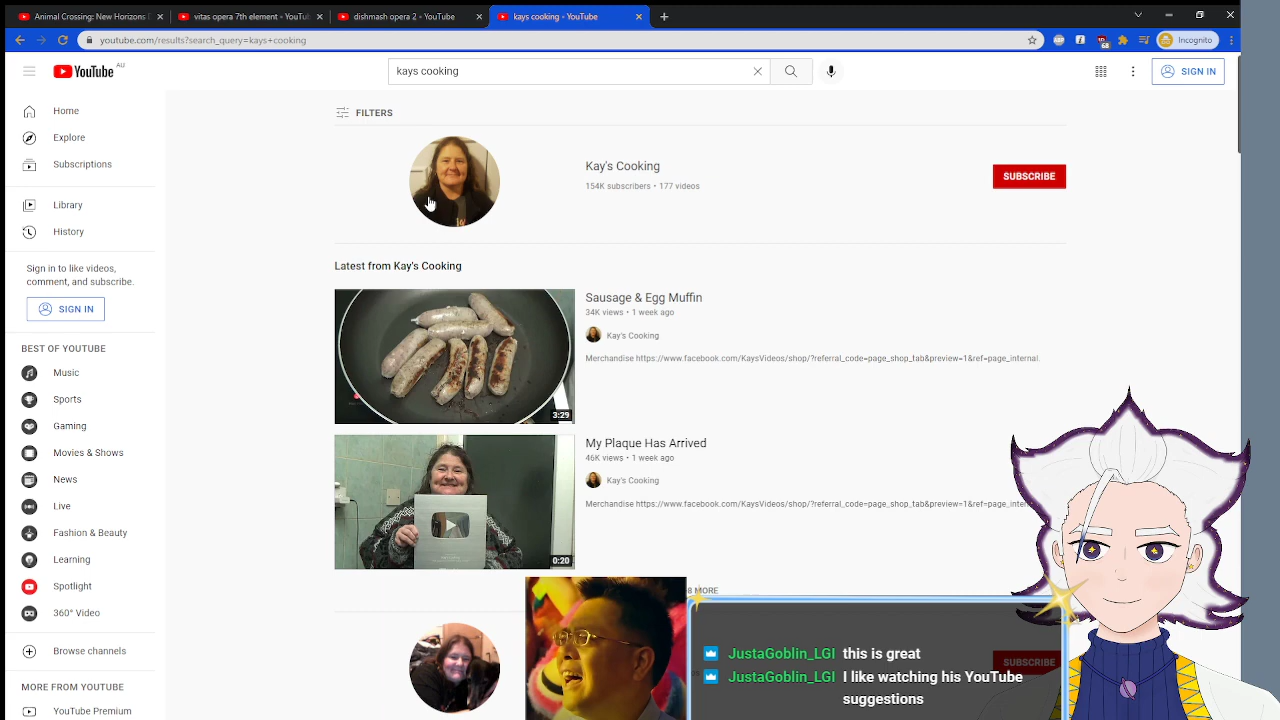 Animal Crossing: New Horizons D
vitas opera 7th element • YouTub
dishmash opera 2 • YouTube
kays cooking • YouTube
youtube.com/results?search_query=kays+cooking
68
Incognito
YouTube AU
kays cooking
SIGN IN
Home
Explore
Subscriptions
Library
History
Sign in to like videos,
comment, and subscribe.
SIGN IN
BEST OF YOUTUBE
Music
Sports
Gaming
Movies & Shows
News
Live
Fashion & Beauty
Learning
Spotlight
360° Video
Browse channels
MORE FROM YOUTUBE
YouTube Premium
FILTERS
Kay's Cooking
154K subscribers • 177 videos
SUBSCRIBE
Latest from Kay's Cooking
Sausage & Egg Muffin
34K views • 1 week ago
Kay's Cooking
Merchandise https://www.facebook.com/KaysVideos/shop/?referral_code=page_shop_tab&preview=1&ref=page_internal.
3:29
My Plaque Has Arrived
46K views • 1 week ago
Kay's Cooking
Merchandise https://www.facebook.com/KaysVideos/shop/?referral_code=page_shop_tab&preview=1&ref=page_intern
0:20
8 MORE
SUBSCRIBE
JustaGoblin_LGI this is great
JustaGoblin_LGI I like watching his YouTube
suggestions